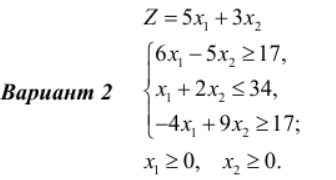 Z = 5x₁ + 3x₂
6x₁ − 5x₂ ≥ 17,
Вариант 2 x₁ + 2x₂ ≤ 34,
−4x₁ + 9x₂ ≥ 17;
x₁ ≥ 0, x₂ ≥ 0.